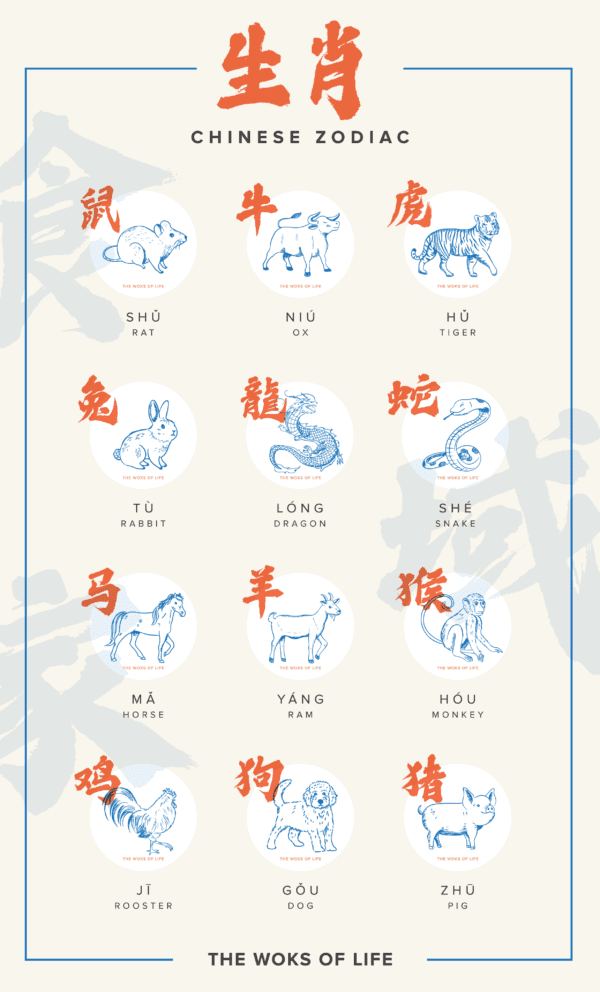 生肖
CHINESE ZODIAC
鼠
THE WOKS OF LIFE
SHǓ
RAT
牛
THE WOKS OF LIFE
NIÚ
OX
虎
THE WOKS OF LIFE
HǓ
TIGER
兔
THE WOKS OF LIFE
TÙ
RABBIT
龍
THE WOKS OF LIFE
LÓNG
DRAGON
蛇
THE WOKS OF LIFE
SHÉ
SNAKE
马
THE WOKS OF LIFE
MǍ
HORSE
羊
THE WOKS OF LIFE
YÁNG
RAM
猴
THE WOKS OF LIFE
HÓU
MONKEY
鸡
THE WOKS OF LIFE
JĪ
ROOSTER
狗
THE WOKS OF LIFE
GǑU
DOG
猪
THE WOKS OF LIFE
ZHŪ
PIG
食
域
家
THE WOKS OF LIFE